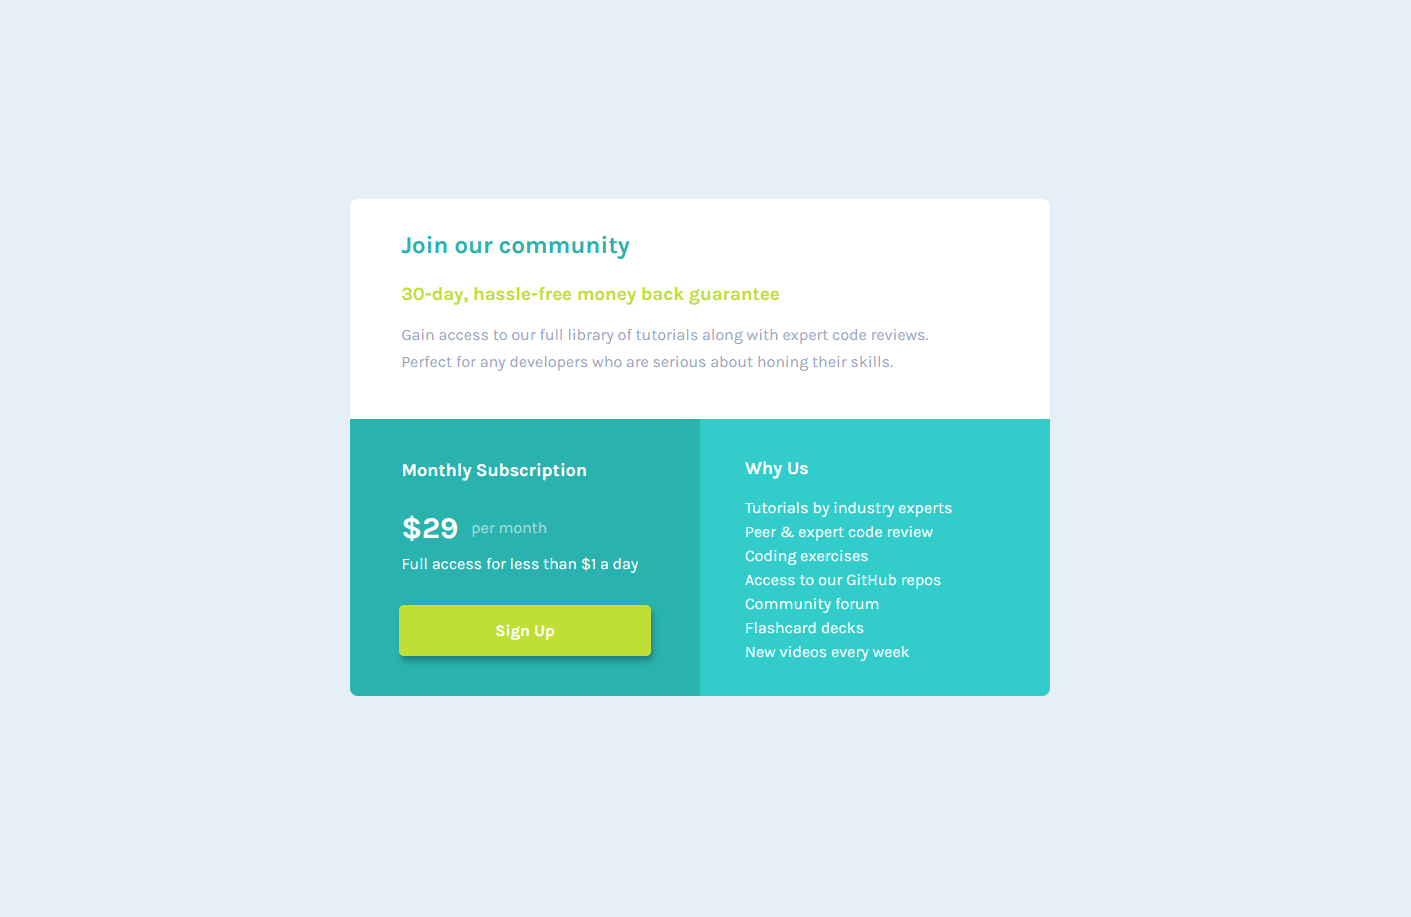 Join our community
30-day, hassle-free money back guarantee
Gain access to our full library of tutorials along with expert code reviews.
Perfect for any developers who are serious about honing their skills.
Monthly Subscription
$29 per month
Full access for less than $1 a day
Sign Up
Why Us
Tutorials by industry experts
Peer & expert code review
Coding exercises
Access to our GitHub repos
Community forum
Flashcard decks
New videos every week